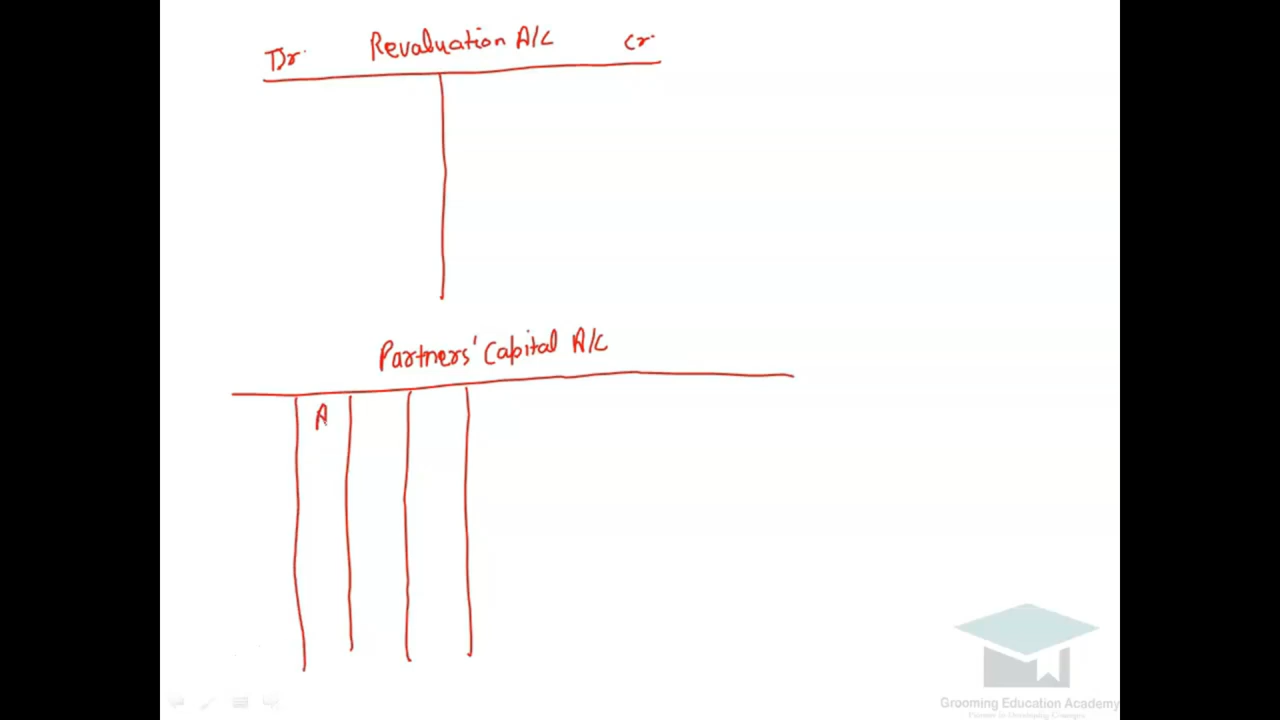 Dr. Revaluation A/c Cr.
Partners' Capital A/c
A
Grooming Education Academy